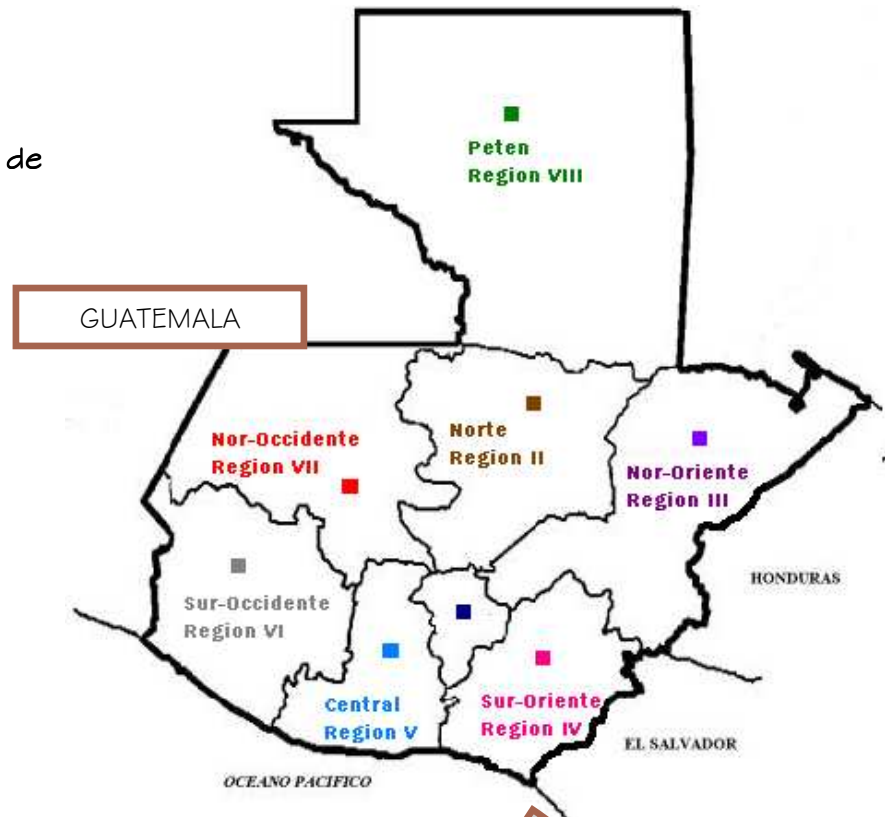 de
Peten
Region VIII
GUATEMALA
Nor-Occidente
Region VII
Norte
Region II
Nor-Oriente
Region III
HONDURAS
Sur-Occidente
Region VI
Central
Region V
Sur-Oriente
Region IV
EL SALVADOR
OCEANO PACIFICO